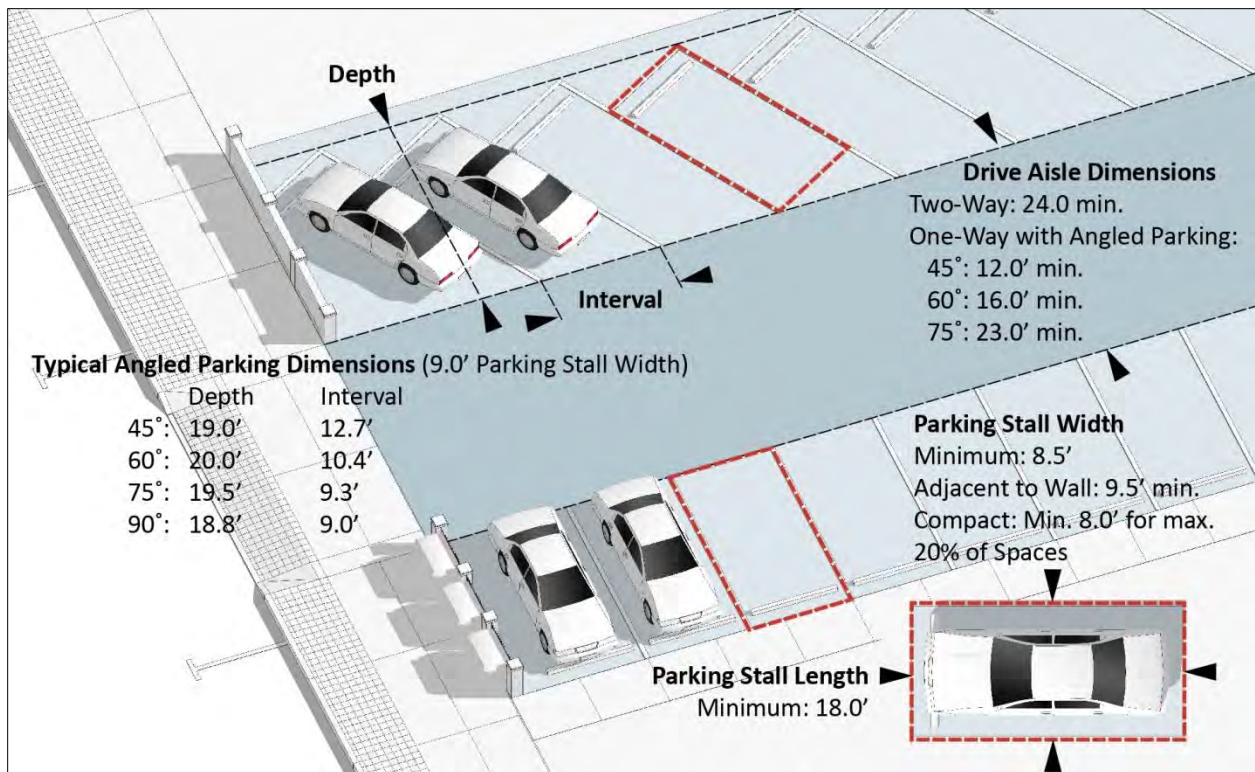 Depth
Interval
Drive Aisle Dimensions
Two-Way: 24.0 min.
One-Way with Angled Parking:
45˚: 12.0’ min.
60˚: 16.0’ min.
75˚: 23.0’ min.
Typical Angled Parking Dimensions (9.0’ Parking Stall Width)
Depth Interval
45˚: 19.0’ 12.7’
60˚: 20.0’ 10.4’
75˚: 19.5’ 9.3’
90˚: 18.8’ 9.0’
Parking Stall Width
Minimum: 8.5’
Adjacent to Wall: 9.5’ min.
Compact: Min. 8.0’ for max.
20% of Spaces
Parking Stall Length
Minimum: 18.0’